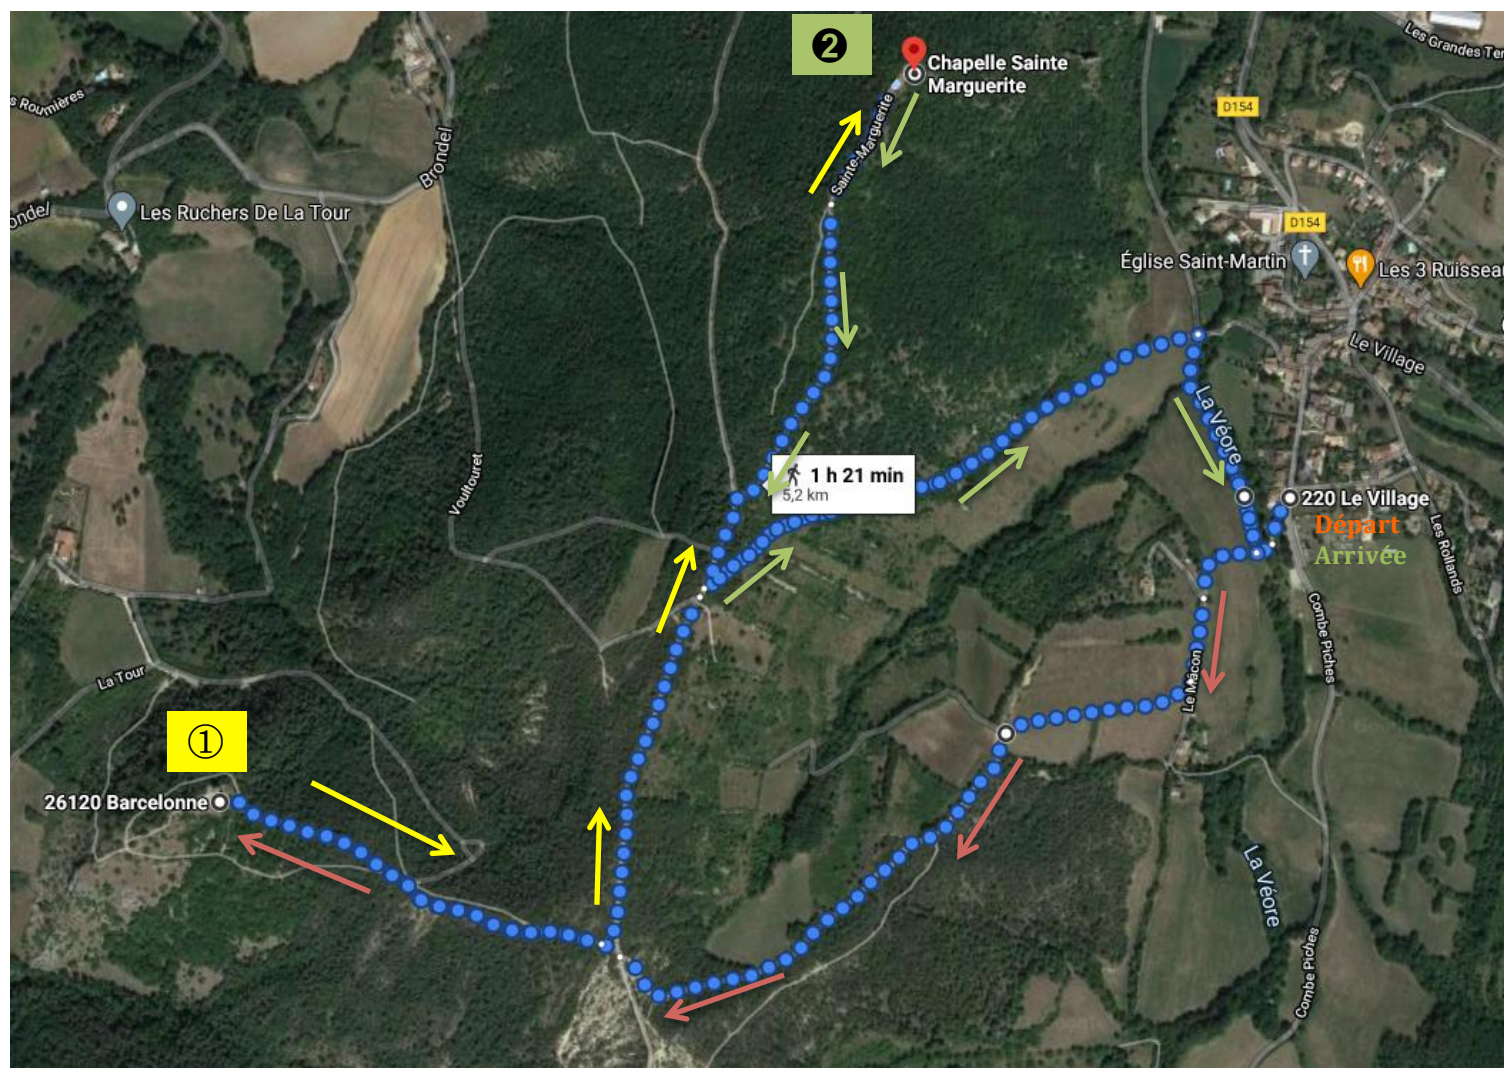 ❷
Chapelle Sainte
Marguerite
Les Grandes Ter
s Roumières
D154
Brondel
Sainte-Marguerite
onde/
Les Ruchers De La Tour
D154
Église Saint-Martin
Les 3 Ruisseau
Le Village
La Véore
Voultouret
1 h 21 min
5,2 km
220 Le Village
Départ
Arrivée
Les Rollands
Combe Piches
La Tour
Le Mâcon
①
26120 Barcelonne
La Véore
Combe Piches